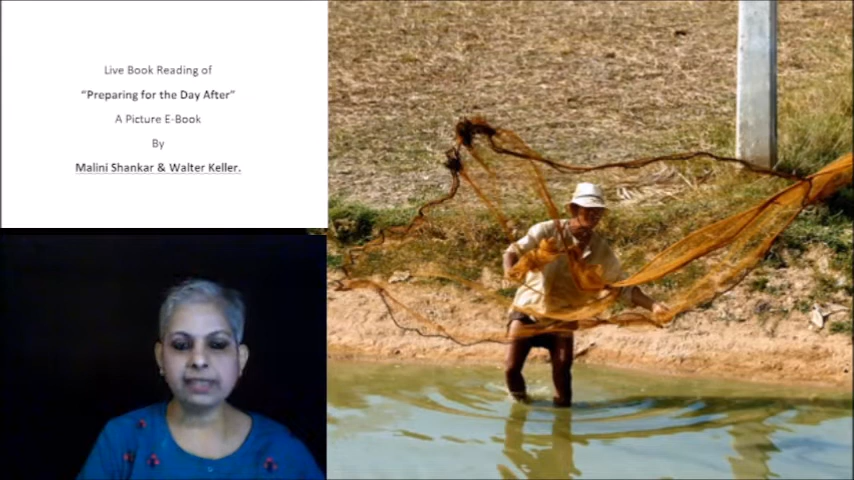 Live Book Reading of
“Preparing for the Day After”
A Picture E-Book
By
Malini Shankar & Walter Keller.